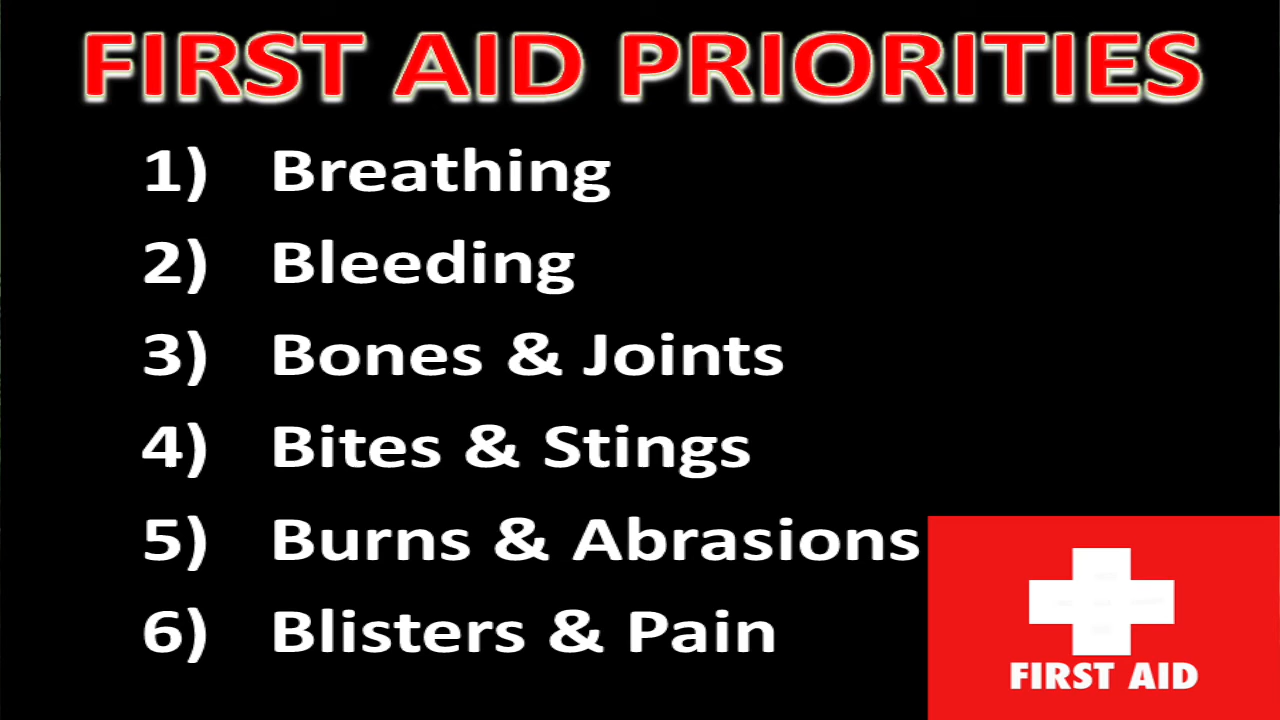 FIRST AID PRIORITIES
1) Breathing
2) Bleeding
3) Bones & Joints
4) Bites & Stings
5) Burns & Abrasions
6) Blisters & Pain
FIRST AID